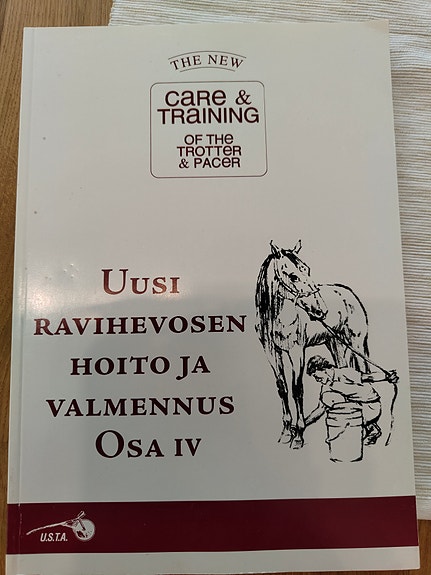 THE NEW
care &
TRaINING
OF THE
TROTTeR
& PaCeR
UUSI
RAVIHEVOSEN
HOITO JA
VALMENNUS
OSA IV
U.S.T.A.